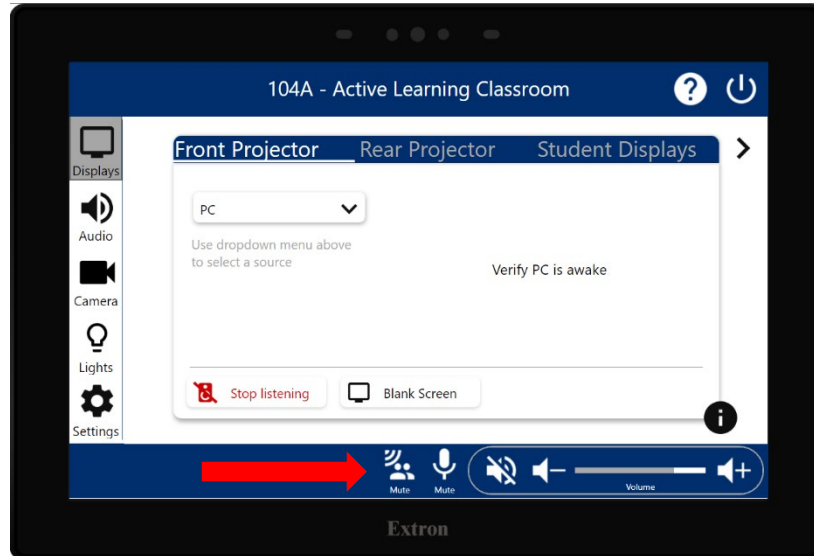 104A - Active Learning Classroom
?
Displays
Audio
Camera
Lights
Settings
Front Projector Rear Projector Student Displays
PC
Use dropdown menu above
to select a source
Verify PC is awake
Stop listening
Blank Screen
i
Mute
Mute
Volume
Extron